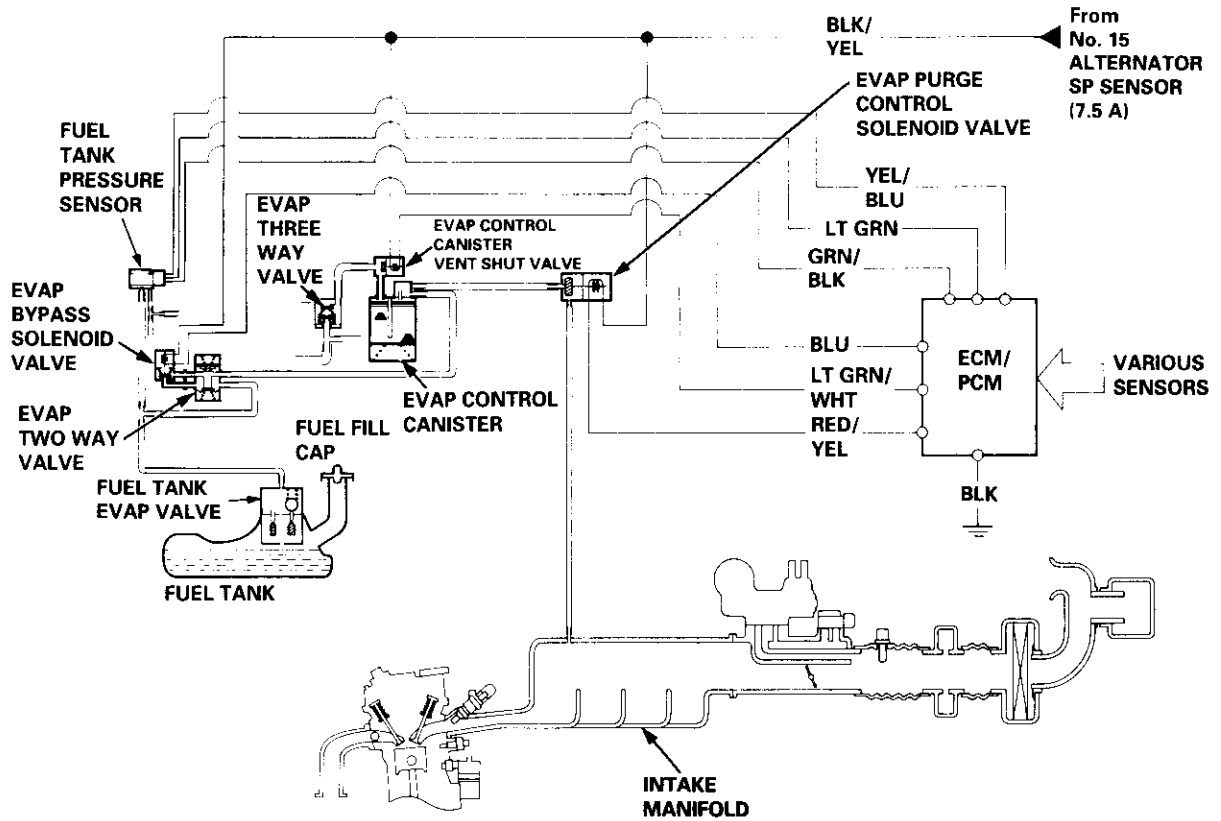 BLK/
YEL
From
No. 15
ALTERNATOR
SP SENSOR
(7.5 A)
EVAP PURGE
CONTROL
SOLENOID VALVE
FUEL
TANK
PRESSURE
SENSOR
EVAP
THREE
WAY
VALVE
EVAP CONTROL
CANISTER
VENT SHUT VALVE
YEL/
BLU
LT GRN
GRN/
BLK
EVAP
BYPASS
SOLENOID
VALVE
BLU
LT GRN/
WHT
RED/
YEL
ECM/
PCM
VARIOUS
SENSORS
EVAP CONTROL
CANISTER
EVAP
TWO WAY
VALVE
FUEL FILL
CAP
BLK
FUEL TANK
EVAP VALVE
FUEL TANK
INTAKE
MANIFOLD